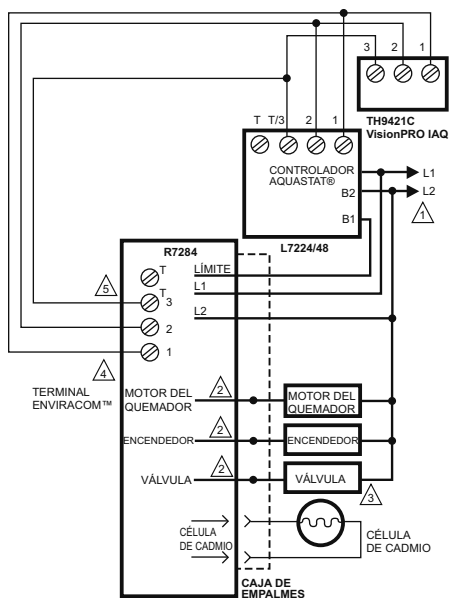 3 2 1
TH9421C
VisionPRO IAQ
T T/3 2 1
CONTROLADOR
AQUASTAT®
L1
B2
L2
1
B1
L7224/48
R7284
T
LÍMITE
L1
5
T
3
L2
2
1
4
TERMINAL
ENVIRACOM™
MOTOR DEL
QUEMADOR
2
MOTOR DEL
QUEMADOR
ENCENDEDOR
2
ENCENDEDOR
VÁLVULA
2
VÁLVULA
3
CÉLULA
DE CADMIO
CÉLULA
DE CADMIO
CAJA DE
EMPALMES